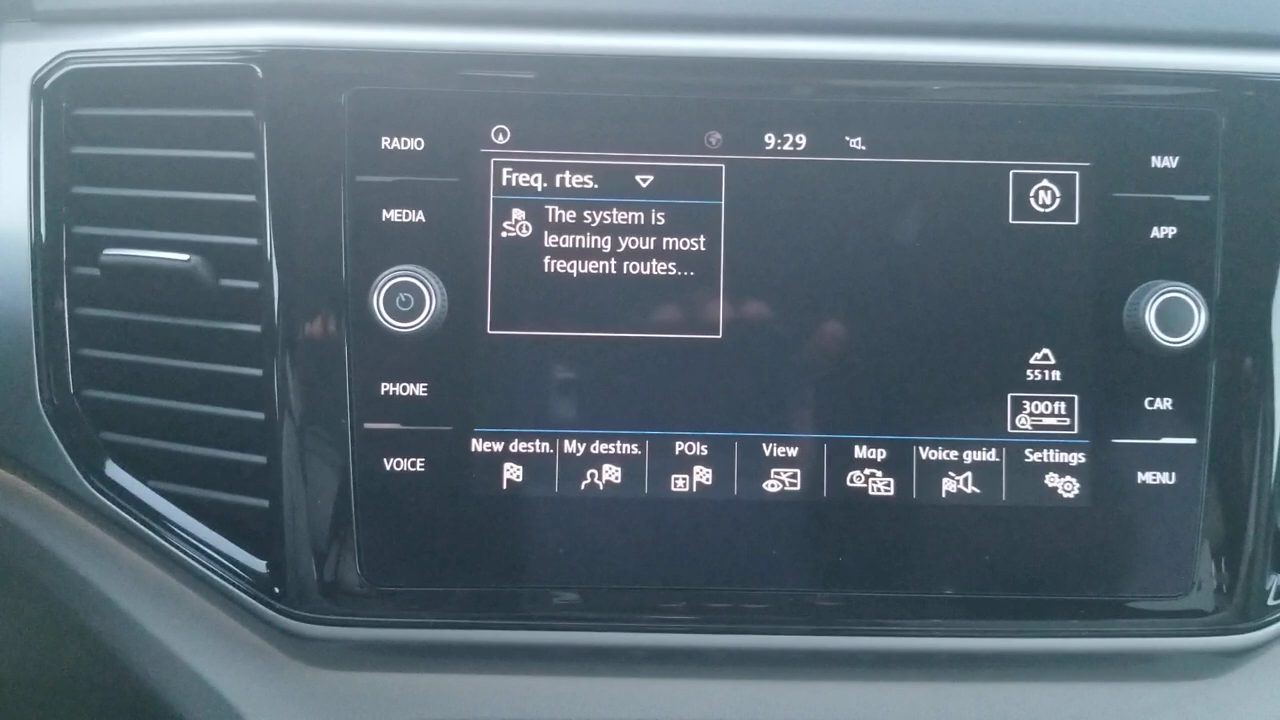 RADIO
MEDIA
PHONE
VOICE
9:29
Freq. rtes.
The system is
learning your most
frequent routes...
N
551ft
300ft
A
New destn.
My destns.
POIs
View
Map
Voice guid.
Settings
NAV
APP
CAR
MENU